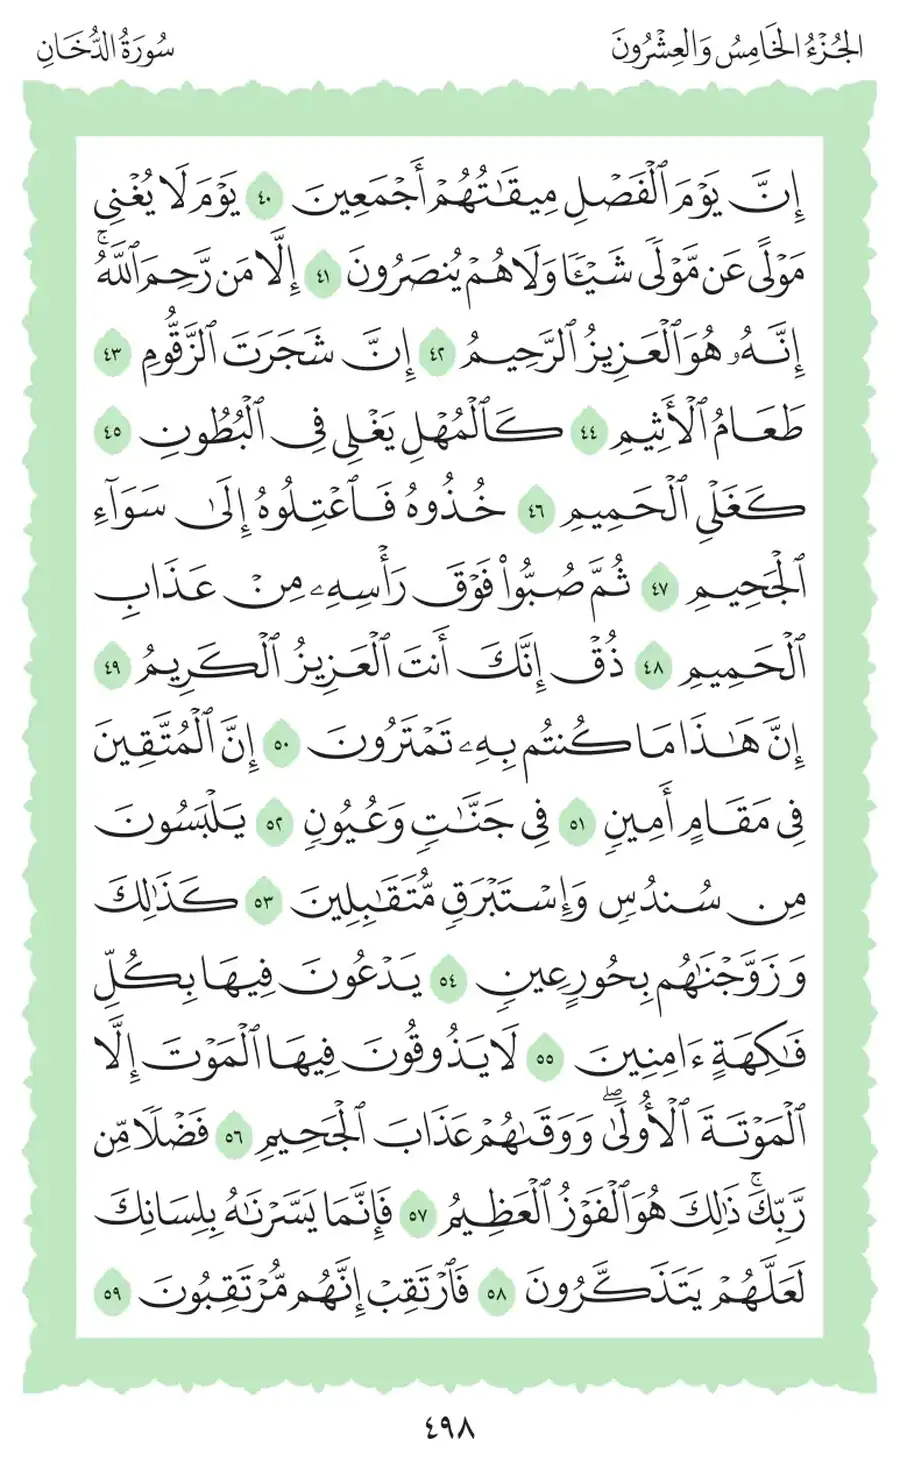 الجُزْءُ الخَامِسُ وَالعِشْرُونَ
سُورَةُ الدُّخَانِ
إِنَّ يَوْمَ ٱلْفَصْلِ مِيقَٰتُهُمْ أَجْمَعِينَ ٤٠ يَوْمَ لَا يُغْنِى
مَوْلًى عَن مَّوْلًى شَيْـًٔا وَلَا هُمْ يُنصَرُونَ ٤١ إِلَّا مَن رَّحِمَ ٱللَّهُۚ
إِنَّهُۥ هُوَ ٱلْعَزِيزُ ٱلرَّحِيمُ ٤٢ إِنَّ شَجَرَتَ ٱلزَّقُّومِ ٤٣
طَعَامُ ٱلْأَثِيمِ ٤٤ كَٱلْمُهْلِ يَغْلِى فِى ٱلْبُطُونِ ٤٥
كَغَلْىِ ٱلْحَمِيمِ ٤٦ خُذُوهُ فَٱعْتِلُوهُ إِلَىٰ سَوَآءِ
ٱلْجَحِيمِ ٤٧ ثُمَّ صُبُّوا۟ فَوْقَ رَأْسِهِۦ مِنْ عَذَابِ
ٱلْحَمِيمِ ٤٨ ذُقْ إِنَّكَ أَنتَ ٱلْعَزِيزُ ٱلْكَرِيمُ ٤٩
إِنَّ هَٰذَا مَا كُنتُم بِهِۦ تَمْتَرُونَ ٥٠ إِنَّ ٱلْمُتَّقِينَ
فِى مَقَامٍ أَمِينٍ ٥١ فِى جَنَّٰتٍ وَعُيُونٍ ٥٢ يَلْبَسُونَ
مِن سُندُسٍ وَإِسْتَبْرَقٍ مُّتَقَٰبِلِينَ ٥٣ كَذَٰلِكَ
وَزَوَّجْنَٰهُم بِحُورٍ عِينٍ ٥٤ يَدْعُونَ فِيهَا بِكُلِّ
فَٰكِهَةٍ ءَامِنِينَ ٥٥ لَا يَذُوقُونَ فِيهَا ٱلْمَوْتَ إِلَّا
ٱلْمَوْتَةَ ٱلْأُولَىٰۖ وَوَقَىٰهُمْ عَذَابَ ٱلْجَحِيمِ ٥٦ فَضْلًا مِّن
رَّبِّكَۚ ذَٰلِكَ هُوَ ٱلْفَوْزُ ٱلْعَظِيمُ ٥٧ فَإِنَّمَا يَسَّرْنَٰهُ بِلِسَانِكَ
لَعَلَّهُمْ يَتَذَكَّرُونَ ٥٨ فَٱرْتَقِبْ إِنَّهُم مُّرْتَقِبُونَ ٥٩
٤٩٨